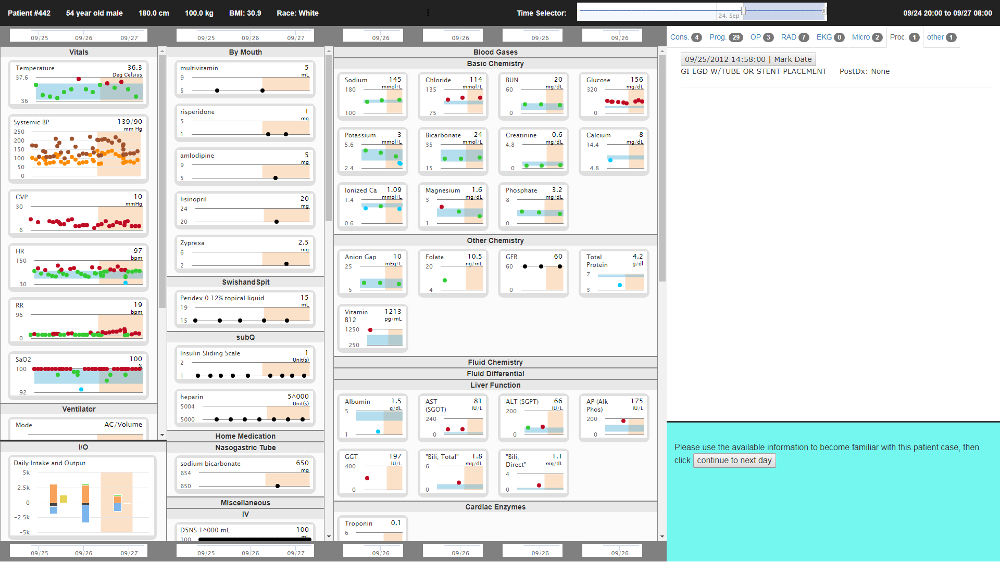 Patient #442 54 year old male 180.0 cm 100.0 kg BMI: 30.9 Race: White Time Selector: 24. Sep 09/24 20:00 to 09/27 08:00
09/25 09/26 09/27 09/25 09/26 09/27 09/26 09/26 09/26 09/26
Vitals
Temperature 36.3
Deg Celsius
37.6
36
Systemic BP 139/90
mm Hg
250
200
150
100
50
0
CVP 10
mmHg
30
6
HR 97
bpm
150
30
RR 19
bpm
96
0
SaO2 100
%
100
92
Ventilator
Mode AC/Volume
I/O
Daily Intake and Output
5k
2.5k
0
-2.5k
-5k
By Mouth
multivitamin 5
mL
9
5
risperidone 1
mg
5
1
amlodipine 5
mg
9
5
lisinopril 20
mg
24
20
Zyprexa 2.5
mg
6
2
SwishandSpit
Peridex 0.12% topical liquid 15
mL
19
15
subQ
Insulin Sliding Scale 1
Unit(s)
2
1
heparin 5^000
Unit(s)
5004
5000
Home Medication
Nasogastric Tube
sodium bicarbonate 650
mg
654
650
Miscellaneous
IV
D5NS 1^000 mL 100
mL
100
Blood Gases
Basic Chemistry
Sodium 145
mmol/L
180
100
Chloride 114
mmol/L
135
75
BUN 20
mg/dL
60
0
Glucose 156
mg/dL
320
0
Potassium 3
mmol/L
5.6
2.4
Bicarbonate 24
mmol/L
35
15
Creatinine 0.6
mg/dL
4.8
0
Calcium 8
mg/dL
14.4
4.8
Ionized Ca 1.09
mmol/L
1.4
0.6
Magnesium 1.6
mg/dL
3
1
Phosphate 3.2
mg/dL
8
0
Other Chemistry
Anion Gap 10
mEq/L
25
5
Folate 10.5
ng/mL
20
4
GFR 60
60
0
Total 4.2
Protein g/dl
7
3
Vitamin 1213
B12 pg/mL
1250
250
Fluid Chemistry
Fluid Differential
Liver Function
Albumin 1.5
g/dL
5
1
AST 81
(SGOT) IU/L
240
0
ALT (SGPT) 66
IU/L
200
0
AP (Alk 175
Phos) IU/L
200
0
GGT 197
IU/L
400
0
"Bili, Total" 1.8
mg/dL
6
0
"Bili, 1.1
Direct" mg/dL
4
0
Cardiac Enzymes
Troponin 0.1
6
09/25 09/26 09/27 09/25 09/26 09/27 09/26 09/26 09/26 09/26
Cons. 4 Prog. 29 OP 3 RAD 7 EKG 0 Micro 2 Proc. 1 other 1
09/25/2012 14:58:00 | Mark Date
GI EGD W/TUBE OR STENT PLACEMENT PostDx: None
Please use the available information to become familiar with this patient case, then
click continue to next day